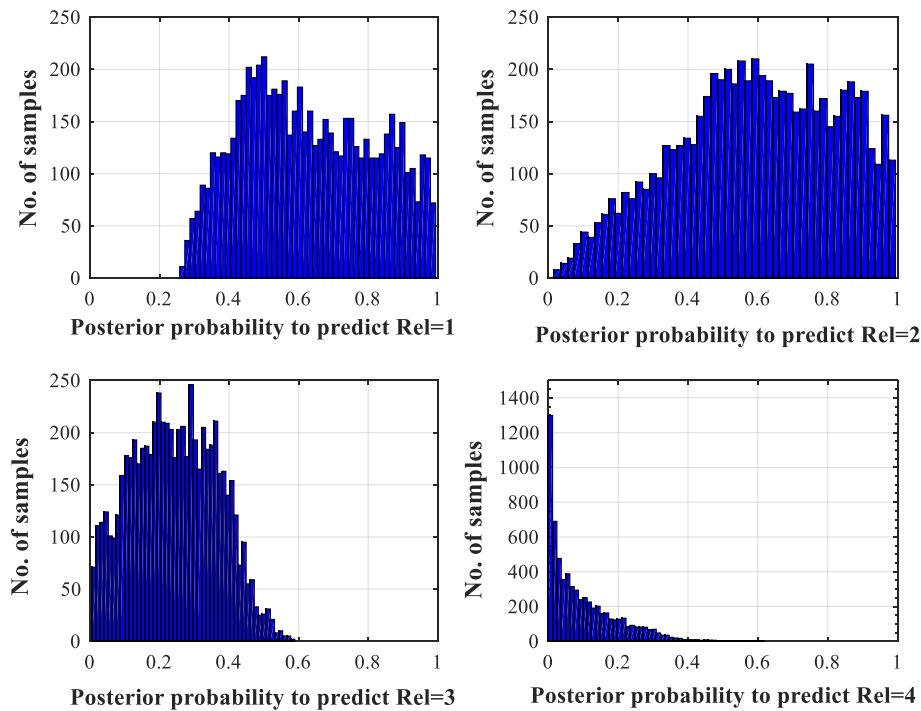 250
200
150
100
50
0
No. of samples
0 0.2 0.4 0.6 0.8 1
Posterior probability to predict Rel=1
250
200
150
100
50
0
No. of samples
0 0.2 0.4 0.6 0.8 1
Posterior probability to predict Rel=2
250
200
150
100
50
0
No. of samples
0 0.2 0.4 0.6 0.8 1
Posterior probability to predict Rel=3
1400
1200
1000
800
600
400
200
0
No. of samples
0 0.2 0.4 0.6 0.8 1
Posterior probability to predict Rel=4